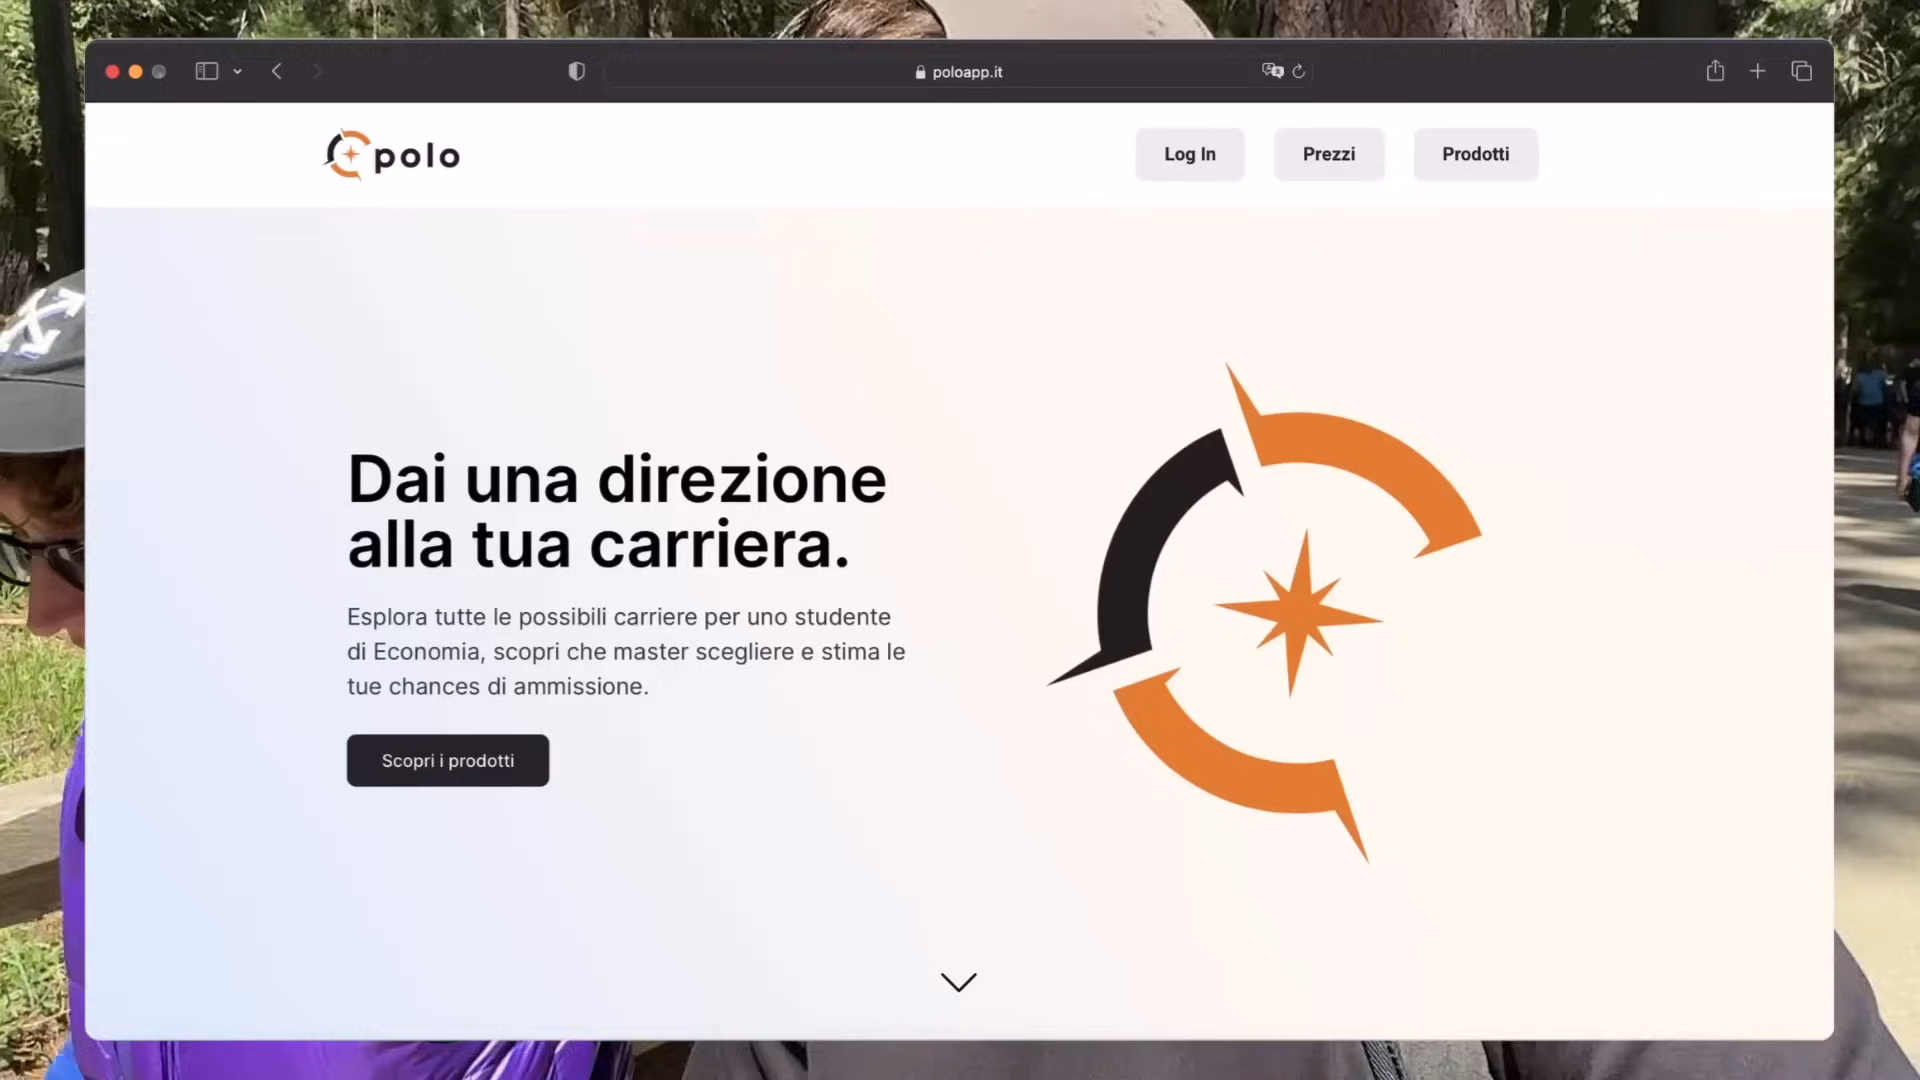 poloapp.it
polo
Log In
Prezzi
Prodotti
Dai una direzione
alla tua carriera.
Esplora tutte le possibili carriere per uno studente
di Economia, scopri che master scegliere e stima le
tue chances di ammissione.
Scopri i prodotti